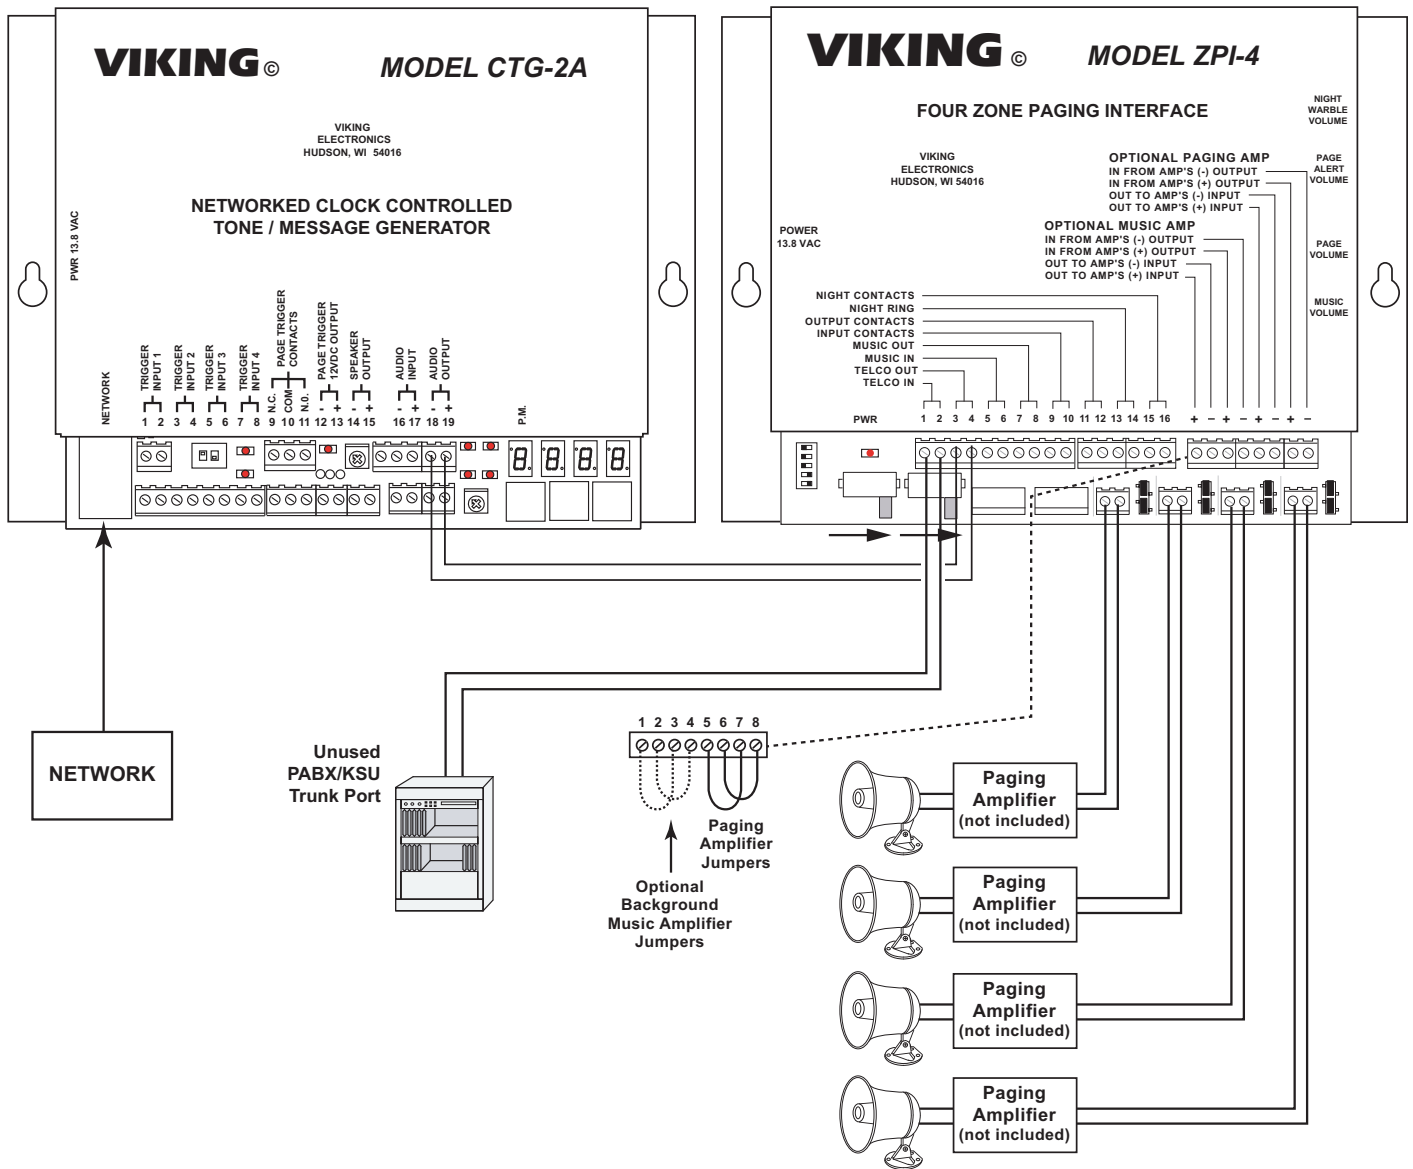 VIKING © MODEL CTG-2A
VIKING
ELECTRONICS
HUDSON, WI 54016
NETWORKED CLOCK CONTROLLED
TONE / MESSAGE GENERATOR
PWR 13.8 VAC
NETWORK
TRIGGER
INPUT 1
TRIGGER
INPUT 2
TRIGGER
INPUT 3
TRIGGER
INPUT 4
PAGE TRIGGER
CONTACTS
N.C.
COM
N.O.
PAGE TRIGGER
12VDC OUTPUT
SPEAKER
OUTPUT
AUDIO
INPUT
AUDIO
OUTPUT
- + - + - + - +
1 2 3 4 5 6 7 8 9 10 11 12 13 14 15 16 17 18 19
P.M.
8. 8. 8. 8.
VIKING © MODEL ZPI-4
FOUR ZONE PAGING INTERFACE
VIKING
ELECTRONICS
HUDSON, WI 54016
NIGHT
WARBLE
VOLUME
PAGE
ALERT
VOLUME
PAGE
VOLUME
MUSIC
VOLUME
POWER
13.8 VAC
OPTIONAL PAGING AMP
IN FROM AMP'S (-) OUTPUT
IN FROM AMP'S (+) OUTPUT
OUT TO AMP'S (-) INPUT
OUT TO AMP'S (+) INPUT
OPTIONAL MUSIC AMP
IN FROM AMP'S (-) OUTPUT
IN FROM AMP'S (+) OUTPUT
OUT TO AMP'S (-) INPUT
OUT TO AMP'S (+) INPUT
NIGHT CONTACTS
NIGHT RING
OUTPUT CONTACTS
INPUT CONTACTS
MUSIC OUT
MUSIC IN
TELCO OUT
TELCO IN
PWR
1 2 3 4 5 6 7 8 9 10 11 12 13 14 15 16
+ − + − + − + −
NETWORK
Unused
PABX/KSU
Trunk Port
1 2 3 4 5 6 7 8
Paging
Amplifier
Jumpers
Optional
Background
Music Amplifier
Jumpers
Paging
Amplifier
(not included)
Paging
Amplifier
(not included)
Paging
Amplifier
(not included)
Paging
Amplifier
(not included)